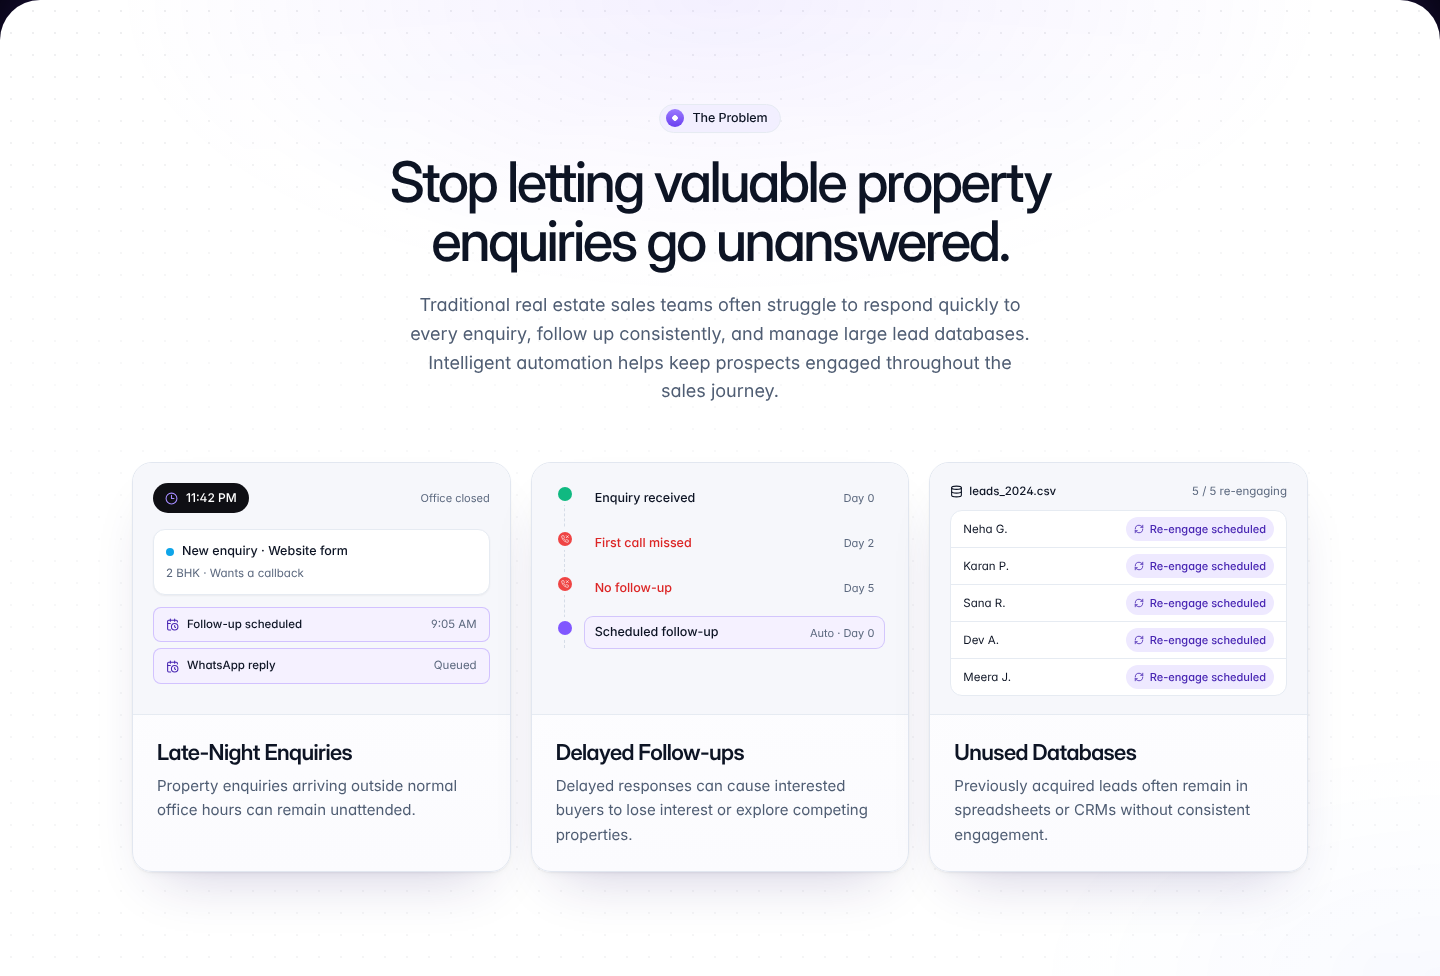 The Problem
Stop letting valuable property
enquiries go unanswered.
Traditional real estate sales teams often struggle to respond quickly to
every enquiry, follow up consistently, and manage large lead databases.
Intelligent automation helps keep prospects engaged throughout the
sales journey.
11:42 PM
Office closed
New enquiry · Website form
2 BHK · Wants a callback
Follow-up scheduled
9:05 AM
WhatsApp reply
Queued
Late-Night Enquiries
Property enquiries arriving outside normal
office hours can remain unattended.
Enquiry received
Day 0
First call missed
Day 2
No follow-up
Day 5
Scheduled follow-up
Auto · Day 0
Delayed Follow-ups
Delayed responses can cause interested
buyers to lose interest or explore competing
properties.
leads_2024.csv
5 / 5 re-engaging
Neha G.
Re-engage scheduled
Karan P.
Re-engage scheduled
Sana R.
Re-engage scheduled
Dev A.
Re-engage scheduled
Meera J.
Re-engage scheduled
Unused Databases
Previously acquired leads often remain in
spreadsheets or CRMs without consistent
engagement.